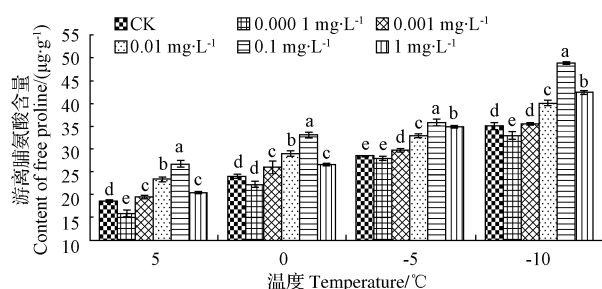 CK 0.000 1 mg·L-1 0.001 mg·L-1
0.01 mg·L-1 0.1 mg·L-1 1 mg·L-1
游离脯氨酸含量
Content of free proline/(μg·g-1)
55
50
45
40
35
30
25
20
15
10
d e c b a c
d e c b a c
e e d c a b
d e d c a b
5 0 -5 -10
温度 Temperature/℃